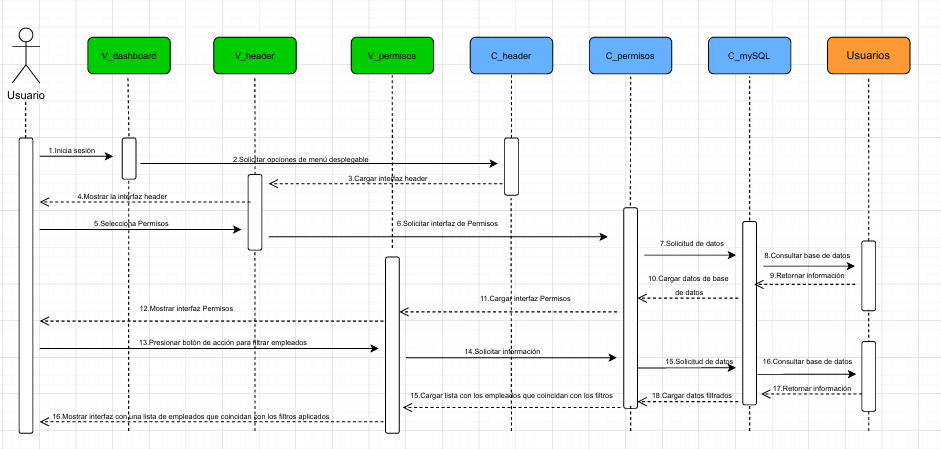 V_dashboard
V_header
V_permisos
C_header
C_permisos
C_mySQL
Usuarios
Usuario
1.Inicia sesión
2.Solicitar opciones de menú desplegable
3.Cargar interfaz header
4.Mostrar la interfaz header
5.Selecciona Permisos
6.Solicitar interfaz de Permisos
7.Solicitud de datos
8.Consultar base de datos
9.Retornar información
10.Cargar datos de base
de datos
11.Cargar interfaz Permisos
12.Mostrar interfaz Permisos
13.Presionar botón de acción para filtrar empleados
14.Solicitar información
15.Solicitud de datos
16.Consultar base de datos
17.Retornar información
18.Cargar datos filtrados
15.Cargar lista con los empleados que coincidan con los filtros
16.Mostrar interfaz con una lista de empleados que coincidan con los filtros aplicados